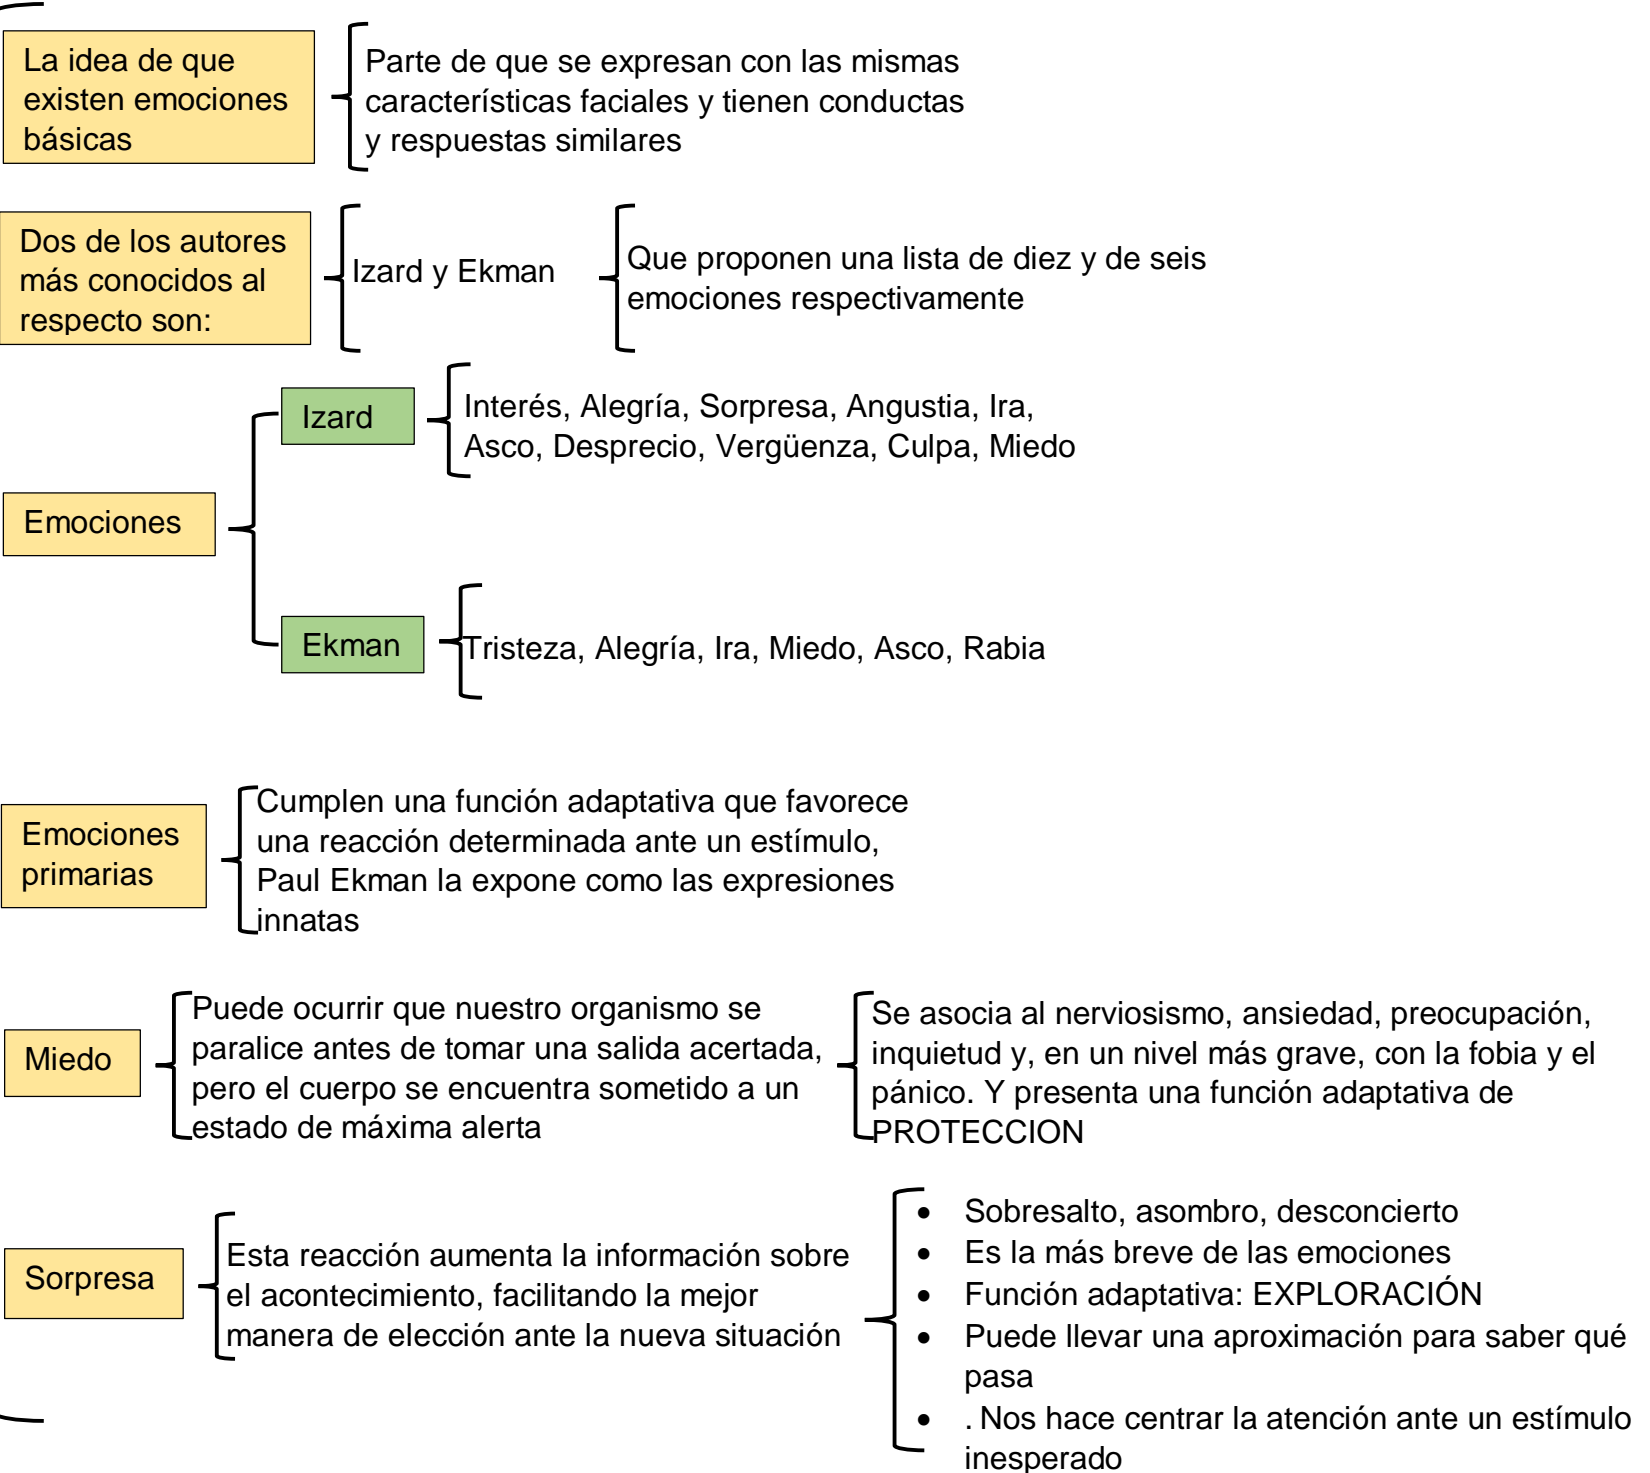 La idea de que
existen emociones
básicas
Parte de que se expresan con las mismas
características faciales y tienen conductas
y respuestas similares
Dos de los autores
más conocidos al
respecto son:
Izard y Ekman
Que proponen una lista de diez y de seis
emociones respectivamente
Emociones
Izard
Interés, Alegría, Sorpresa, Angustia, Ira,
Asco, Desprecio, Vergüenza, Culpa, Miedo
Ekman
Tristeza, Alegría, Ira, Miedo, Asco, Rabia
Emociones
primarias
Cumplen una función adaptativa que favorece
una reacción determinada ante un estímulo,
Paul Ekman la expone como las expresiones
innatas
Miedo
Puede ocurrir que nuestro organismo se
paralice antes de tomar una salida acertada,
pero el cuerpo se encuentra sometido a un
estado de máxima alerta
Se asocia al nerviosismo, ansiedad, preocupación,
inquietud y, en un nivel más grave, con la fobia y el
pánico. Y presenta una función adaptativa de
PROTECCION
Sorpresa
Esta reacción aumenta la información sobre
el acontecimiento, facilitando la mejor
manera de elección ante la nueva situación
• Sobresalto, asombro, desconcierto
• Es la más breve de las emociones
• Función adaptativa: EXPLORACIÓN
• Puede llevar una aproximación para saber qué
pasa
• . Nos hace centrar la atención ante un estímulo
inesperado